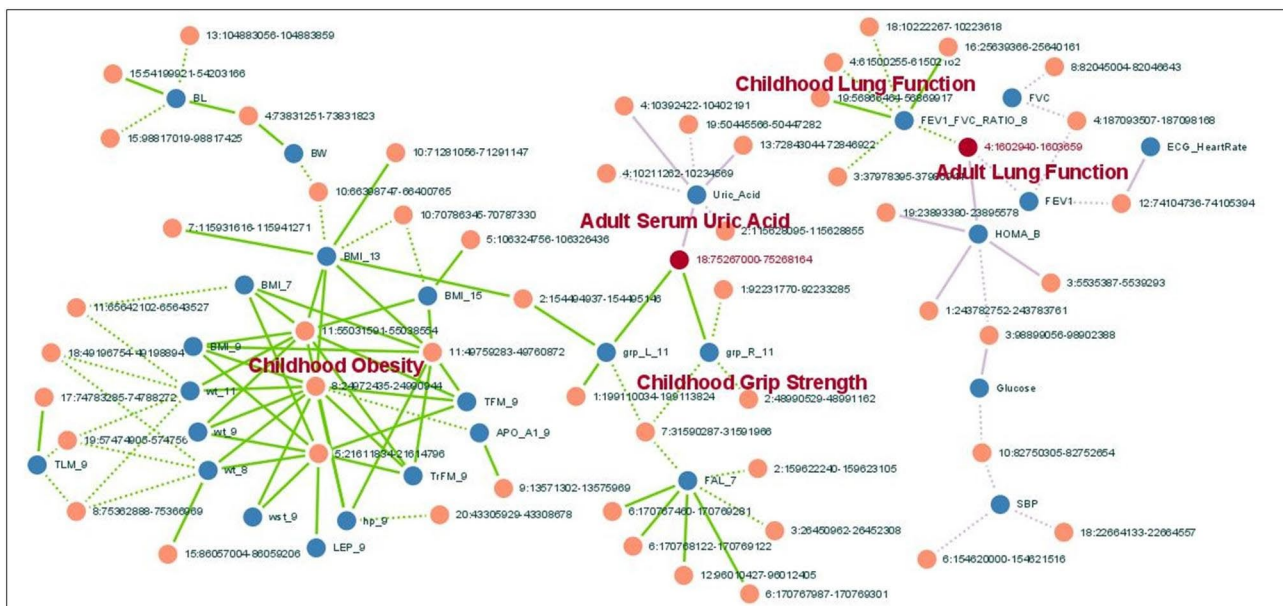 18:10222267-10223618
13:104883056-104883859
16:25639366-25640161
4:61500255-61502162
8:82045004-82046643
15:54199921-54203166
Childhood Lung Function
BL
FVC
19:56866464-56869917
4:10392422-10402191
4:73831251-73831823
FEV1_FVC_RATIO_8
4:187093507-187098168
19:50445566-50447282
15:98817019-98817425
13:72843044-72846922
4:1602940-1603659
ECG_HeartRate
BW
10:71281056-71291147
4:10211262-10234569
Adult Lung Function
10:66398747-66400765
Uric_Acid
FEV1
12:74104736-74105394
10:70786345-70787330
Adult Serum Uric Acid
19:23893380-23895578
7:115931616-115941271
2:115628095-115628855
HOMA_B
5:106324756-106326436
BMI_13
18:75267000-75268164
BMI_7
3:5535387-5539293
BMI_15
1:92231770-92233285
2:154494937-154495146
11:65642102-65643527
1:243782752-243783761
11:55031591-55038554
3:98899056-98902388
BMI_9
18:49196754-49198894
11:49759283-49760872
grp_L_11
grp_R_11
Childhood Obesity
8:24972435-24990944
Childhood Grip Strength
Glucose
wt_11
17:74783285-74788272
1:199110034-199113824
2:48990529-48991162
TFM_9
wt_9
APO_A1_9
7:31590287-31591966
19:57474905-574756
5:21611834-21614796
10:82750305-82752654
TLM_9
wt_8
TrFM_9
2:159622240-159623105
FAL_7
9:13571302-13575969
SBP
8:75362888-75366969
6:170767460-170769281
wst_9
hp_9
20:43305929-43308678
3:26450962-26452308
18:22664133-22664557
LEP_9
6:170768122-170769122
15:86057004-86059206
6:154620000-154621516
12:96010427-96012405
6:170767987-170769301